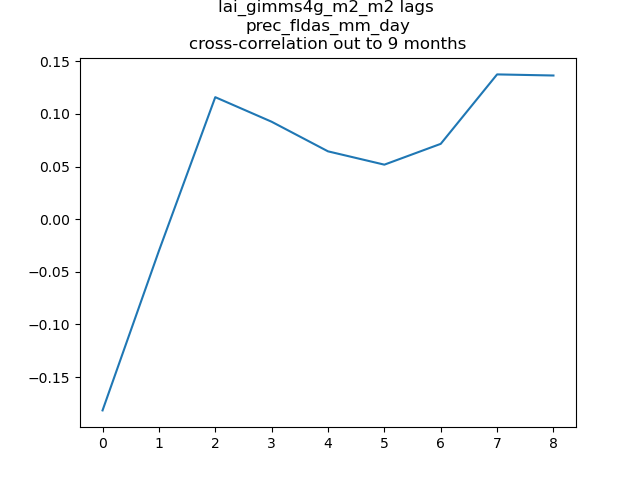 lai_gimms4g_m2_m2 lags
prec_fldas_mm_day
cross-correlation out to 9 months
0.15
0.10
0.05
0.00
−0.05
−0.10
−0.15
0 1 2 3 4 5 6 7 8